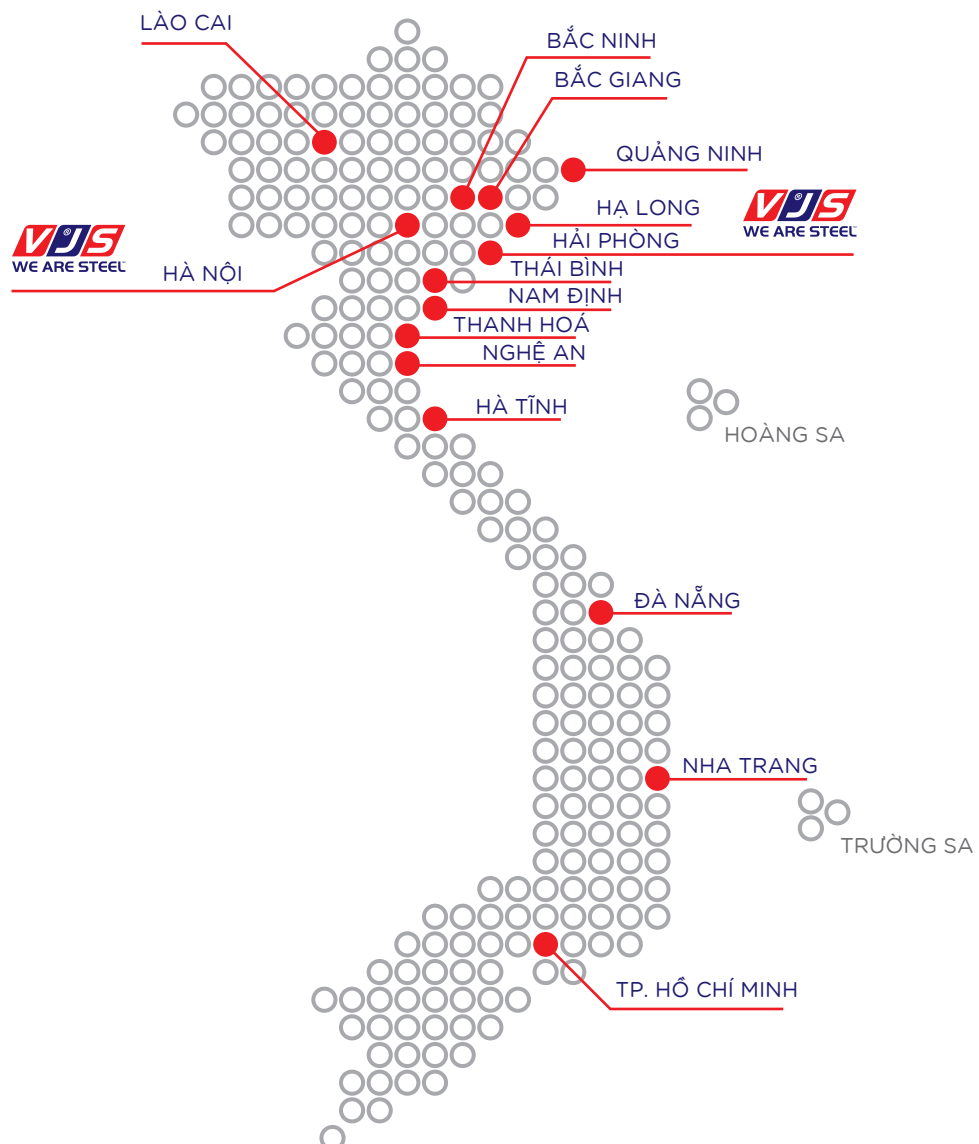 LÀO CAI
BẮC NINH
BẮC GIANG
QUẢNG NINH
VJS
WE ARE STEEL
HẠ LONG
HẢI PHÒNG
VJS
WE ARE STEEL
HÀ NỘI
THÁI BÌNH
NAM ĐỊNH
THANH HOÁ
NGHỆ AN
HÀ TĨNH
HOÀNG SA
ĐÀ NẴNG
NHA TRANG
TRƯỜNG SA
TP. HỒ CHÍ MINH